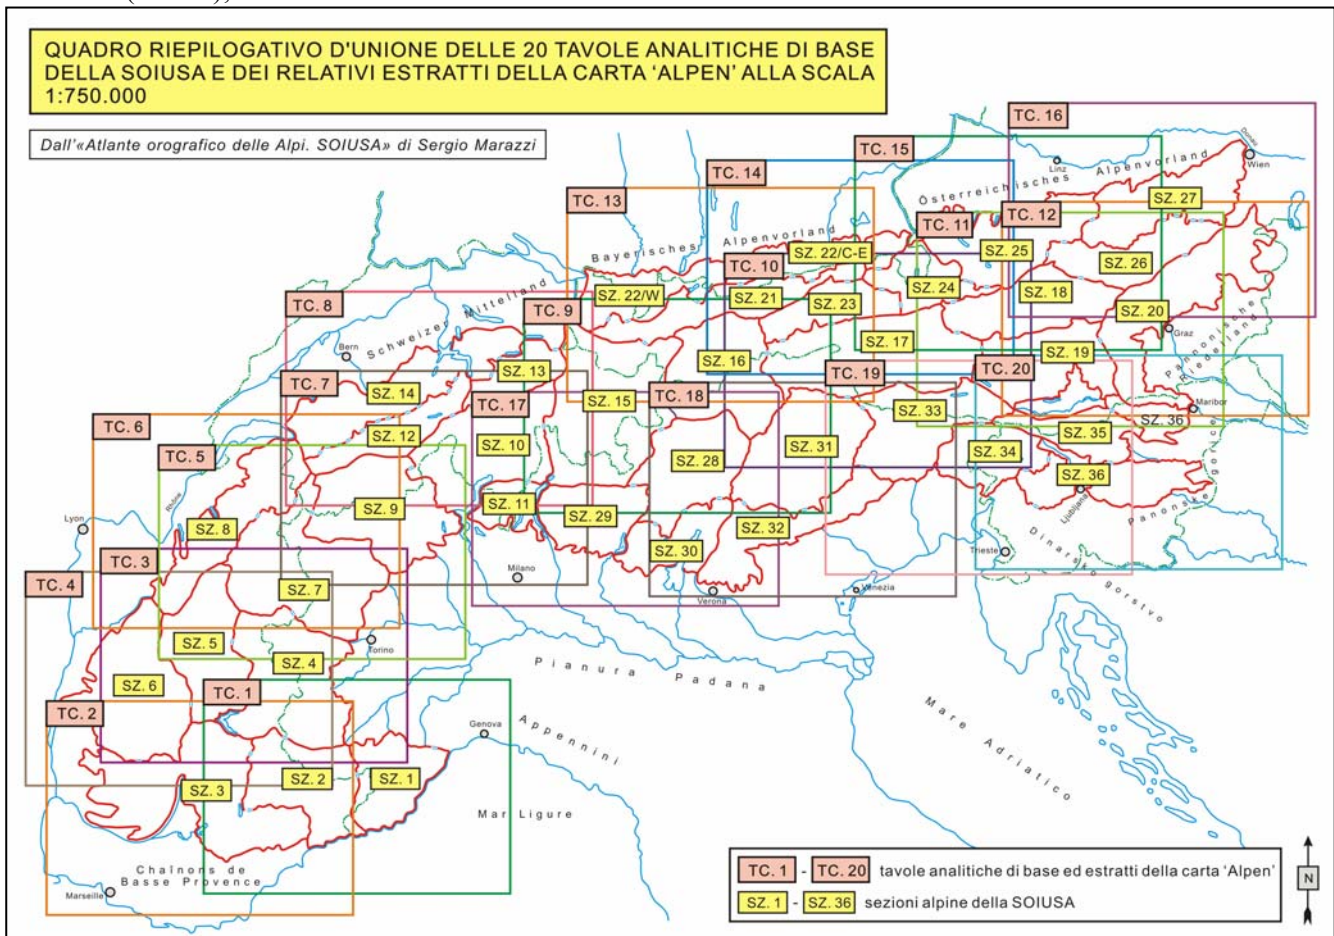 QUADRO RIEPILOGATIVO D'UNIONE DELLE 20 TAVOLE ANALITICHE DI BASE
DELLA SOIUSA E DEI RELATIVI ESTRATTI DELLA CARTA 'ALPEN' ALLA SCALA
1:750.000
Dall'«Atlante orografico delle Alpi. SOIUSA» di Sergio Marazzi
TC. 16
TC. 15
TC. 14
TC. 13
Linz
Donau
Wien
Österreichisches Alpenvorland
SZ. 27
TC. 12
TC. 11
Bayerisches Alpenvorland
SZ. 22/C-E
SZ. 25
SZ. 26
TC. 10
SZ. 24
SZ. 18
SZ. 22/W
SZ. 21
SZ. 23
SZ. 20
TC. 8
TC. 9
Schweizer Mittelland
Bern
Graz
SZ. 17
SZ. 19
Pannonische Riedelland
SZ. 16
SZ. 13
TC. 19
TC. 20
TC. 7
SZ. 14
TC. 17
SZ. 15
TC. 18
Maribor
SZ. 33
SZ. 36
TC. 6
SZ. 12
SZ. 10
SZ. 31
SZ. 35
TC. 5
SZ. 28
SZ. 34
SZ. 36
Ljubljana
Panonske gorice
Rhône
SZ. 9
SZ. 11
SZ. 29
Lyon
SZ. 8
SZ. 32
SZ. 30
Trieste
Dinarsko gorstvo
TC. 3
TC. 4
Milano
SZ. 7
Verona
Venezia
SZ. 5
Torino
SZ. 4
Pianura Padana
SZ. 6
TC. 1
TC. 2
Genova
Appennini
Mare Adriatico
SZ. 3
SZ. 2
SZ. 1
Mar Ligure
Chaînons de
Basse Provence
Marseille
TC. 1 - TC. 20 tavole analitiche di base ed estratti della carta 'Alpen'
SZ. 1 - SZ. 36 sezioni alpine della SOIUSA
N